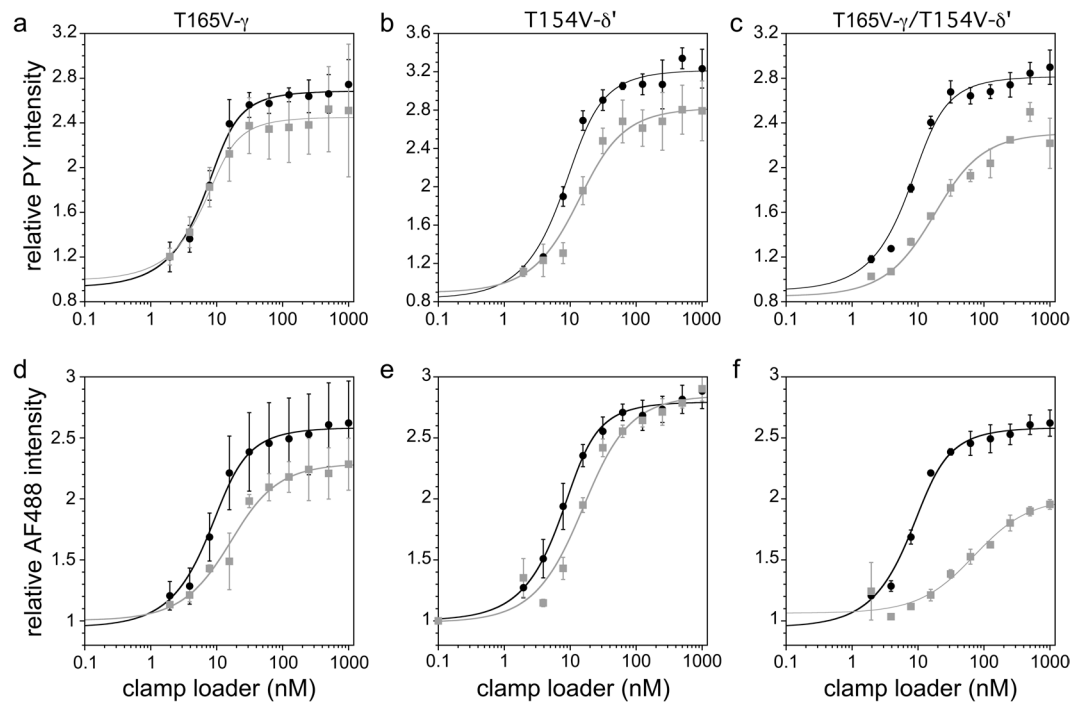 a T165V-γ
b T154V-δ'
c T165V-γ/T154V-δ'
3.2
2.8
2.4
2
1.6
1.2
0.8
relative PY intensity
0.1 1 10 100 1000
3.6
3.2
2.8
2.4
2
1.6
1.2
0.8
0.1 1 10 100 1000
3.2
2.8
2.4
2
1.6
1.2
0.8
0.1 1 10 100 1000
d
3
2.5
2
1.5
1
relative AF488 intensity
0.1 1 10 100 1000
clamp loader (nM)
e
3
2.5
2
1.5
1
0.1 1 10 100 1000
clamp loader (nM)
f
3
2.5
2
1.5
1
0.1 1 10 100 1000
clamp loader (nM)